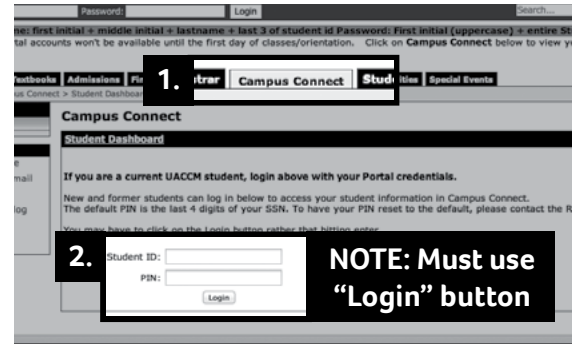 Password: Login Search...
me: first initial + middle initial + lastname + last 3 of student id Password: First initial (uppercase) + entire St
tal accounts won't be available until the first day of classes/orientation. Click on Campus Connect below to view yo
1.
Textbooks Admissions Fi trar Campus Connect Stud ities Special Events
us Connect > Student Dashboar
Campus Connect
Student Dashboard
e
mail
log
If you are a current UACCM student, login above with your Portal credentials.
New and former students can log in below to access your student information in Campus Connect.
The default PIN is the last 4 digits of your SSN. To have your PIN reset to the default, please contact the R
You may have to click on the Login button rather that hitting enter.
2.
Student ID:
PIN:
Login
NOTE: Must use
“Login” button